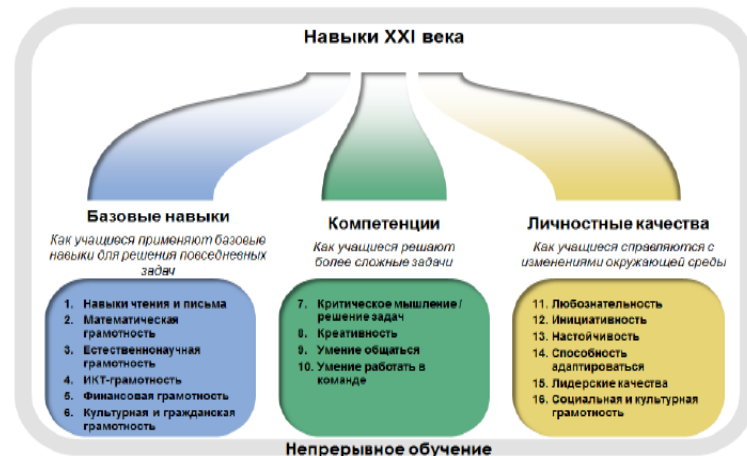 Навыки XXI века
Базовые навыки
Как учащиеся применяют базовые
навыки для решения повседневных
задач
1. Навыки чтения и письма
2. Математическая
грамотность
3. Естественнонаучная
грамотность
4. ИКТ-грамотность
5. Финансовая грамотность
6. Культурная и гражданская
грамотность
Компетенции
Как учащиеся решают
более сложные задачи
7. Критическое мышление /
решение задач
8. Креативность
9. Умение общаться
10. Умение работать в
команде
Личностные качества
Как учащиеся справляются с
изменениями окружающей среды
11. Любознательность
12. Инициативность
13. Настойчивость
14. Способность
адаптироваться
15. Лидерские качества
16. Социальная и культурная
грамотность
Непрерывное обучение